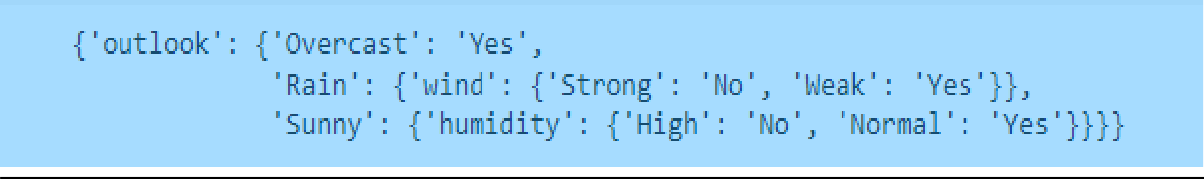 {'outlook': {'Overcast': 'Yes',
'Rain': {'wind': {'Strong': 'No', 'Weak': 'Yes'}},
'Sunny': {'humidity': {'High': 'No', 'Normal': 'Yes'}}}}